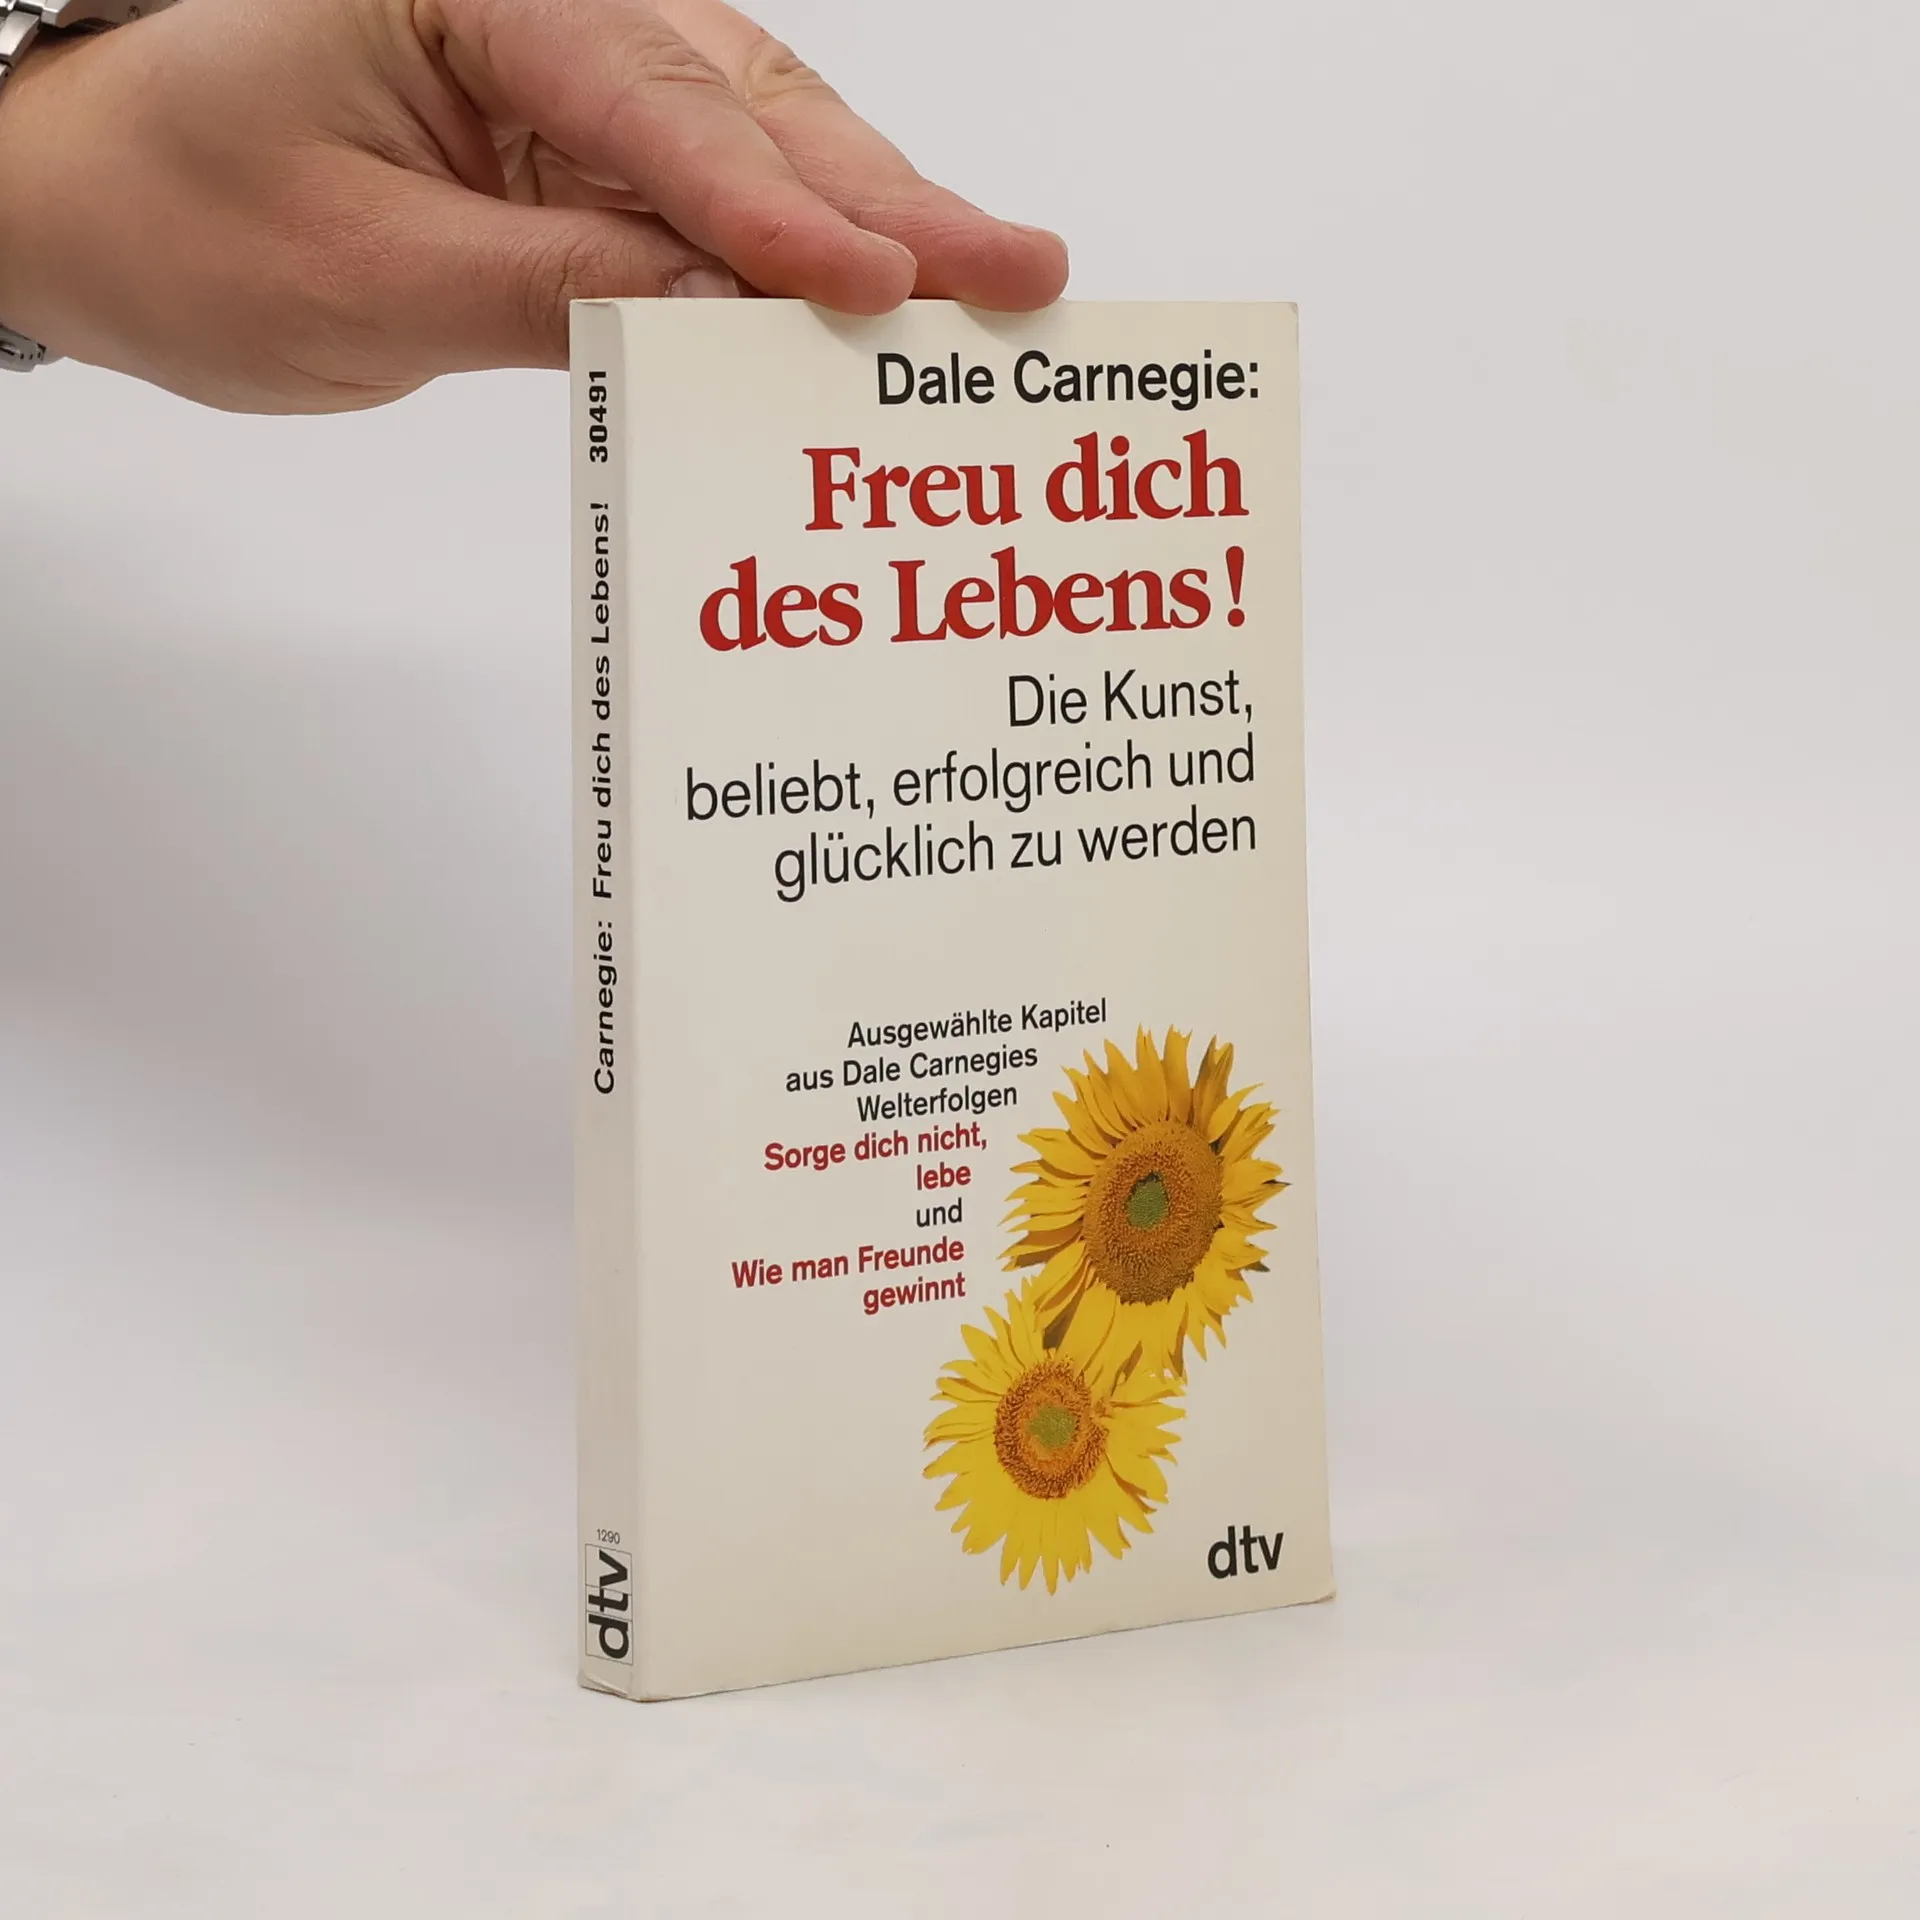 Dale Carnegie:
Freu dich
des Lebens!
Die Kunst,
beliebt, erfolgreich und
glücklich zu werden
Ausgewählte Kapitel
aus Dale Carnegies
Welterfolgen
Sorge dich nicht,
lebe
und
Wie man Freunde
gewinnt
dtv
Carnegie: Freu dich des Lebens! 30491
1290
dtv